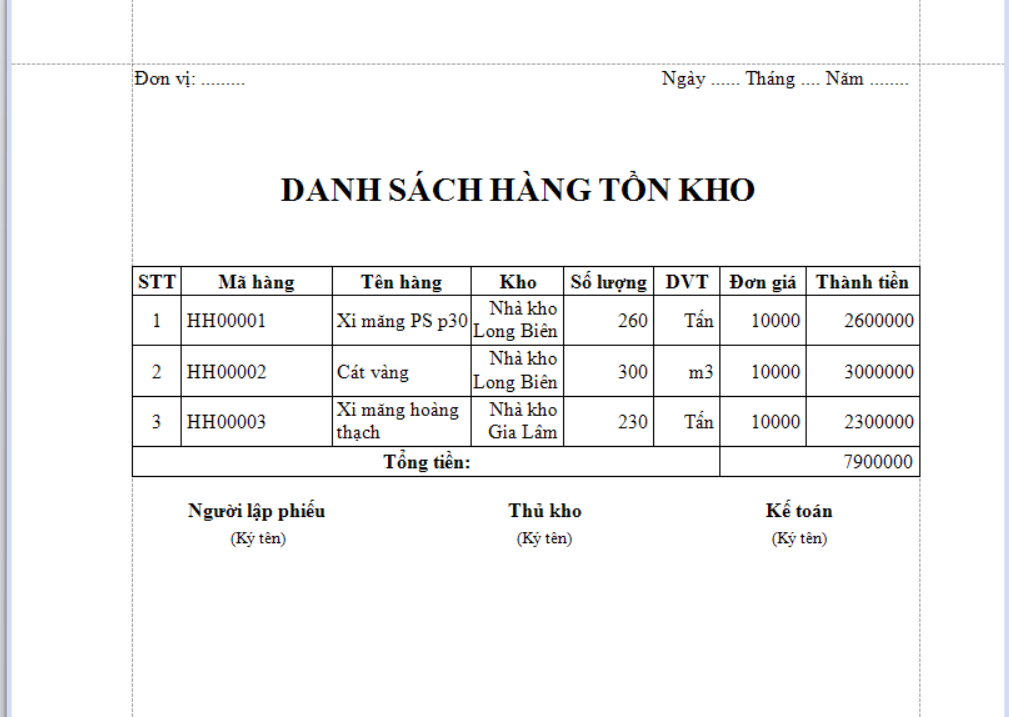 Đơn vị: ......... Ngày ...... Tháng .... Năm ........
DANH SÁCH HÀNG TỒN KHO
STT Mã hàng Tên hàng Kho Số lượng DVT Đơn giá Thành tiền
1 HH00001 Xi măng PS p30 Nhà kho Long Biên 260 Tấn 10000 2600000
2 HH00002 Cát vàng Nhà kho Long Biên 300 m3 10000 3000000
3 HH00003 Xi măng hoàng thạch Nhà kho Gia Lâm 230 Tấn 10000 2300000
Tổng tiền: 7900000
Người lập phiếu Thủ kho Kế toán
(Ký tên) (Ký tên) (Ký tên)